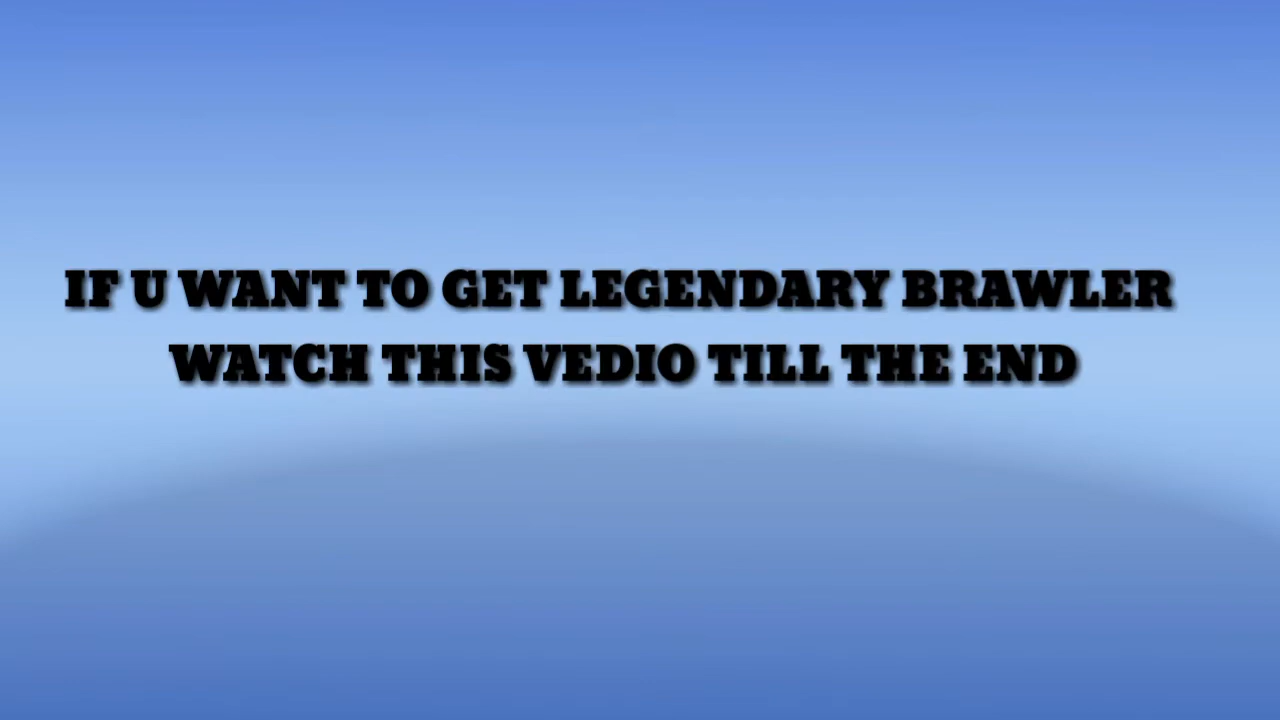 IF U WANT TO GET LEGENDARY BRAWLER
WATCH THIS VEDIO TILL THE END